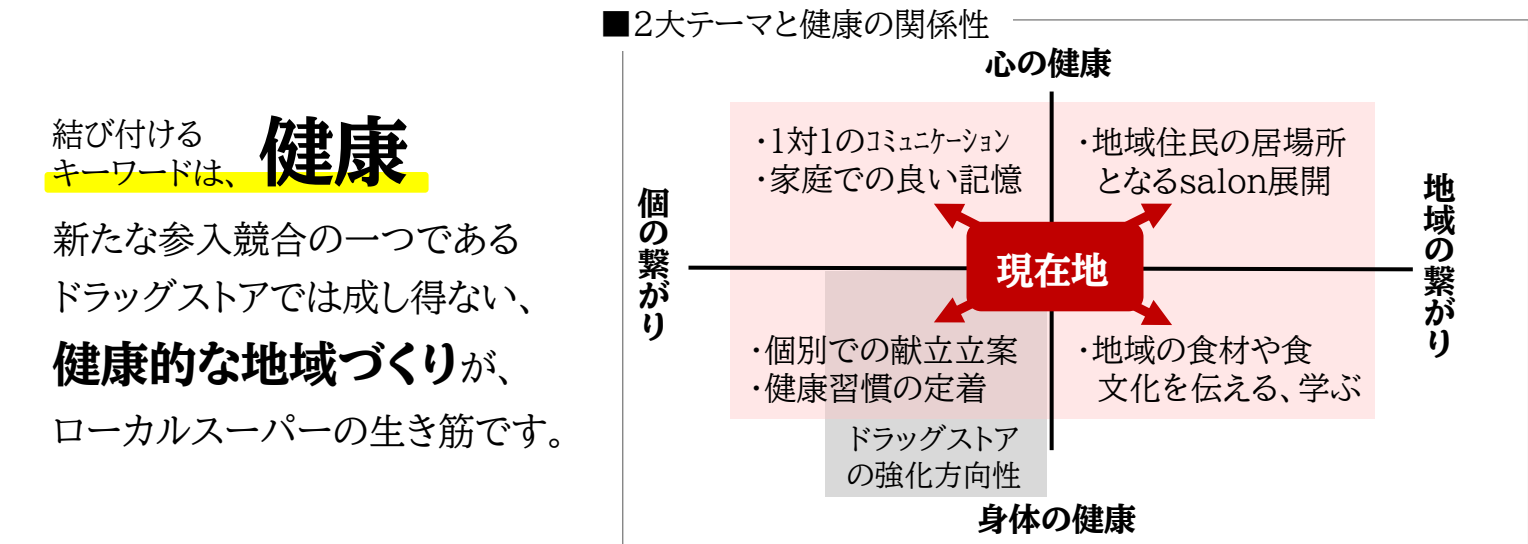 結び付ける
キーワードは、健康
新たな参入競合の一つである
ドラッグストアでは成し得ない、
健康的な地域づくりが、
ローカルスーパーの生き筋です。
■2大テーマと健康の関係性
心の健康
個の繋がり
・1対1のｺﾐｭﾆｹｰｼｮﾝ
・家庭での良い記憶
・地域住民の居場所
となるsalon展開
地域の繋がり
現在地
・個別での献立立案
・健康習慣の定着
・地域の食材や食
文化を伝える、学ぶ
ドラッグストア
の強化方向性
身体の健康